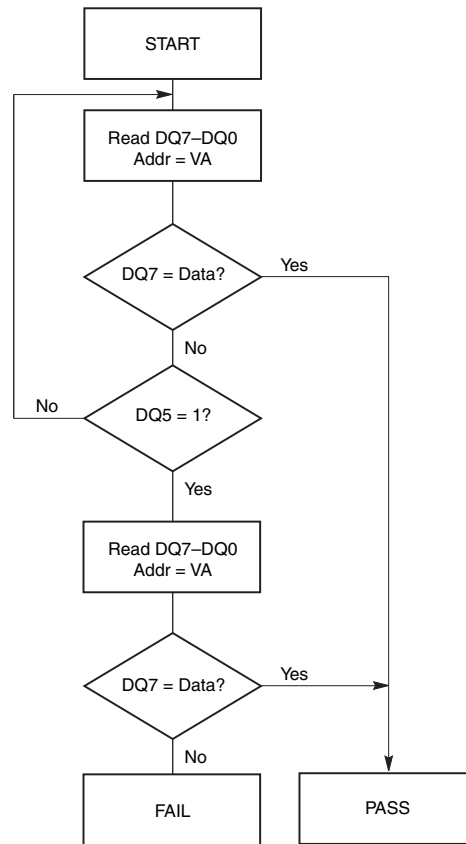 START
Read DQ7–DQ0
Addr = VA
DQ7 = Data?
Yes
No
DQ5 = 1?
No
Yes
Read DQ7–DQ0
Addr = VA
DQ7 = Data?
Yes
No
FAIL
PASS